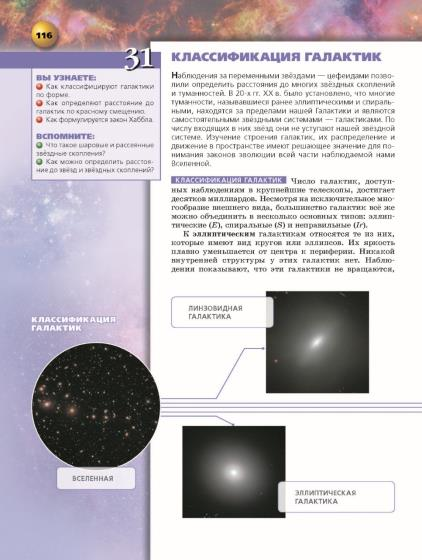 116
31
КЛАССИФИКАЦИЯ ГАЛАКТИК
ВЫ УЗНАЕТЕ:
Как классифицируют галактики
по форме.
Как определяют расстояние до
галактик по красному смещению.
Как формулируется закон Хаббла.
ВСПОМНИТЕ:
Что такое шаровые и рассеянные
звёздные скопления?
Как можно определить расстоя-
ние до звёзд и звёздных скоплений?
Наблюдения за переменными звёздами — цефеидами позво-
лили определить расстояния до многих звёздных скоплений
и туманностей. В 20-х гг. XX в. было установлено, что многие
туманности, называвшиеся ранее эллиптическими и спираль-
ными, находятся за пределами нашей Галактики и являются
самостоятельными звёздными системами — галактиками. По
числу входящих в них звёзд они не уступают нашей звёздной
системе. Изучение строения галактик, их распределение и
движение в пространстве имеют решающее значение для по-
нимания законов эволюции всей части наблюдаемой нами
Вселенной.
КЛАССИФИКАЦИЯ ГАЛАКТИК Число галактик, доступ-
ных наблюдениям в крупнейшие телескопы, достигает
десятков миллиардов. Несмотря на исключительное мно-
гообразие внешнего вида, большинство галактик всё же
можно объединить в несколько основных типов: эллип-
тические (E), спиральные (S) и неправильные (Ir).
К эллиптическим галактикам относятся те из них,
которые имеют вид кругов или эллипсов. Их яркость
плавно уменьшается от центра к периферии. Никакой
внутренней структуры у этих галактик нет. Наблю-
дения показывают, что эти галактики не вращаются,
КЛАССИФИКАЦИЯ
ГАЛАКТИК
ЛИНЗОВИДНАЯ
ГАЛАКТИКА
ВСЕЛЕННАЯ
ЭЛЛИПТИЧЕСКАЯ
ГАЛАКТИКА